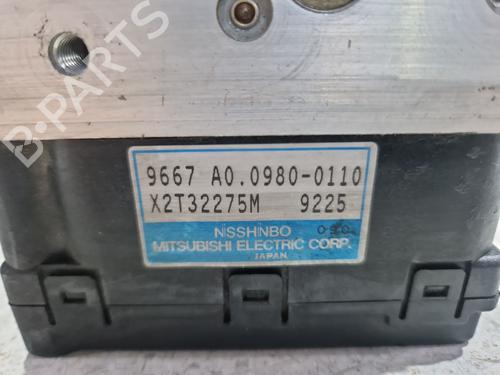 B-PARTS
9667 A0.0980-0110
X2T32275M 9225
NISSHINBO
MITSUBISHI ELECTRIC CORP.
JAPAN